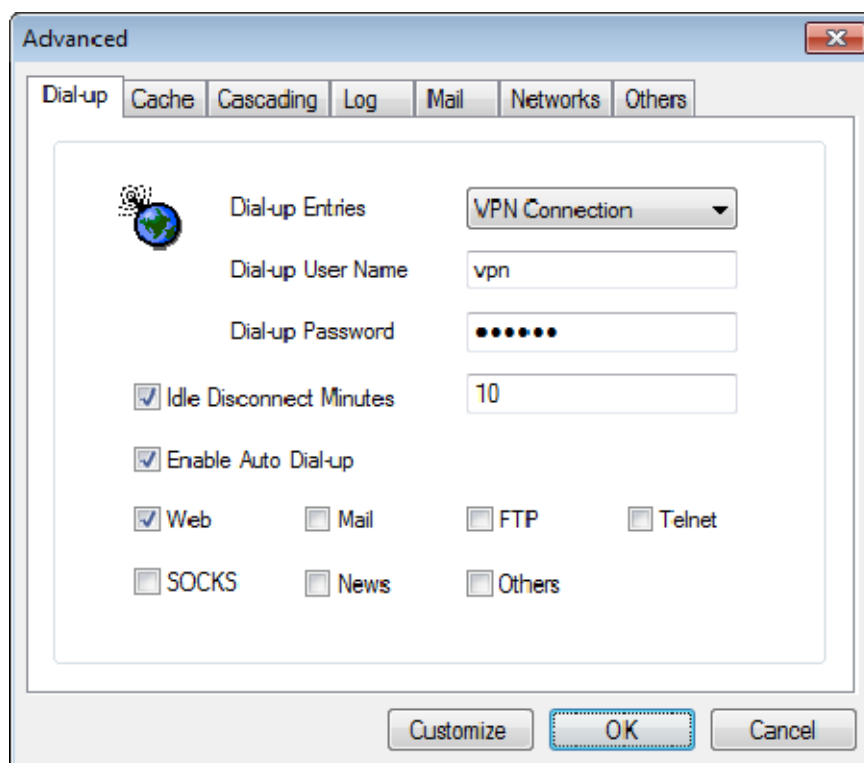 Advanced
Dial-up Cache Cascading Log Mail Networks Others
Dial-up Entries VPN Connection
Dial-up User Name vpn
Dial-up Password ••••••
Idle Disconnect Minutes 10
Enable Auto Dial-up
Web Mail FTP Telnet
SOCKS News Others
Customize OK Cancel